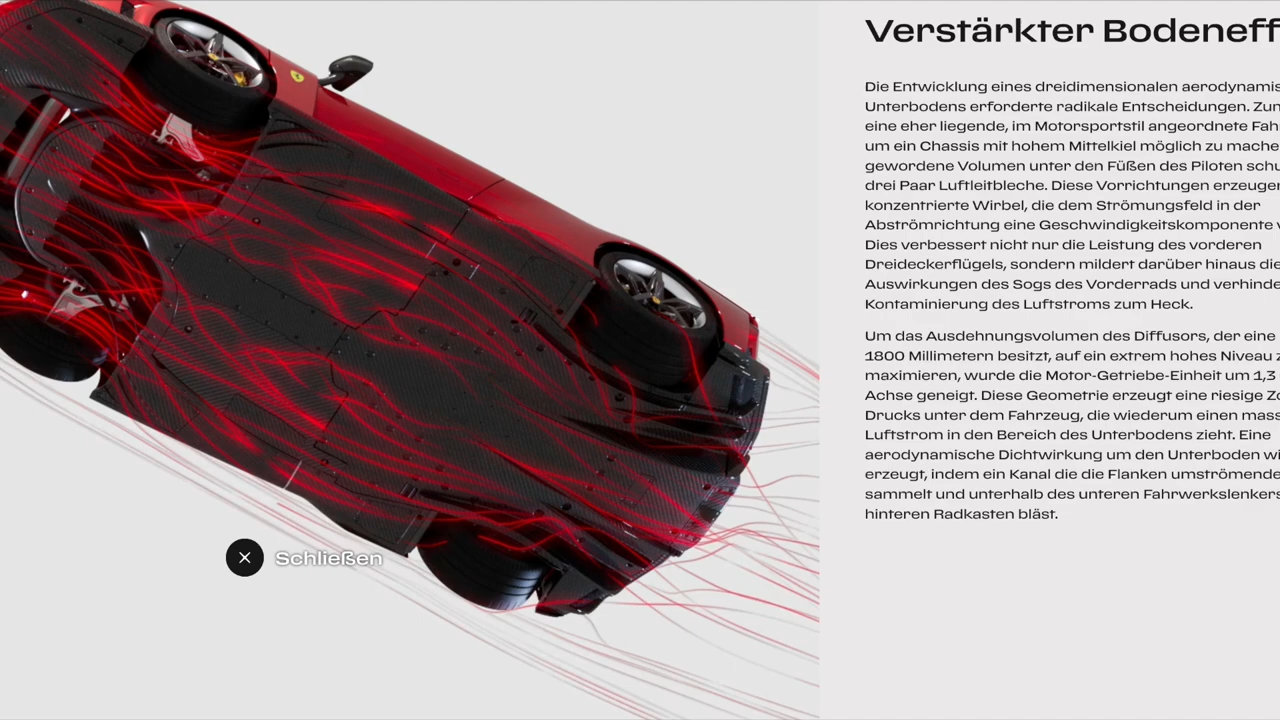 Verstärkter Bodeneff
Die Entwicklung eines dreidimensionalen aerodynamis
Unterbodens erforderte radikale Entscheidungen. Zun
eine eher liegende, im Motorsportstil angeordnete Fah
um ein Chassis mit hohem Mittelkiel möglich zu mache
gewordene Volumen unter den Füßen des Piloten schu
drei Paar Luftleitbleche. Diese Vorrichtungen erzeugen
konzentrierte Wirbel, die dem Strömungsfeld in der
Abströmrichtung eine Geschwindigkeitskomponente v
Dies verbessert nicht nur die Leistung des vorderen
Dreideckerflügels, sondern mildert darüber hinaus die
Auswirkungen des Sogs des Vorderrads und verhinde
Kontaminierung des Luftstroms zum Heck.
Um das Ausdehnungsvolumen des Diffusors, der eine
1800 Millimetern besitzt, auf ein extrem hohes Niveau z
maximieren, wurde die Motor-Getriebe-Einheit um 1,3
Achse geneigt. Diese Geometrie erzeugt eine riesige Zo
Drucks unter dem Fahrzeug, die wiederum einen mass
Luftstrom in den Bereich des Unterbodens zieht. Eine
aerodynamische Dichtwirkung um den Unterboden wi
erzeugt, indem ein Kanal die die Flanken umströmende
sammelt und unterhalb des unteren Fahrwerkslenkers
hinteren Radkasten bläst.
Schließen